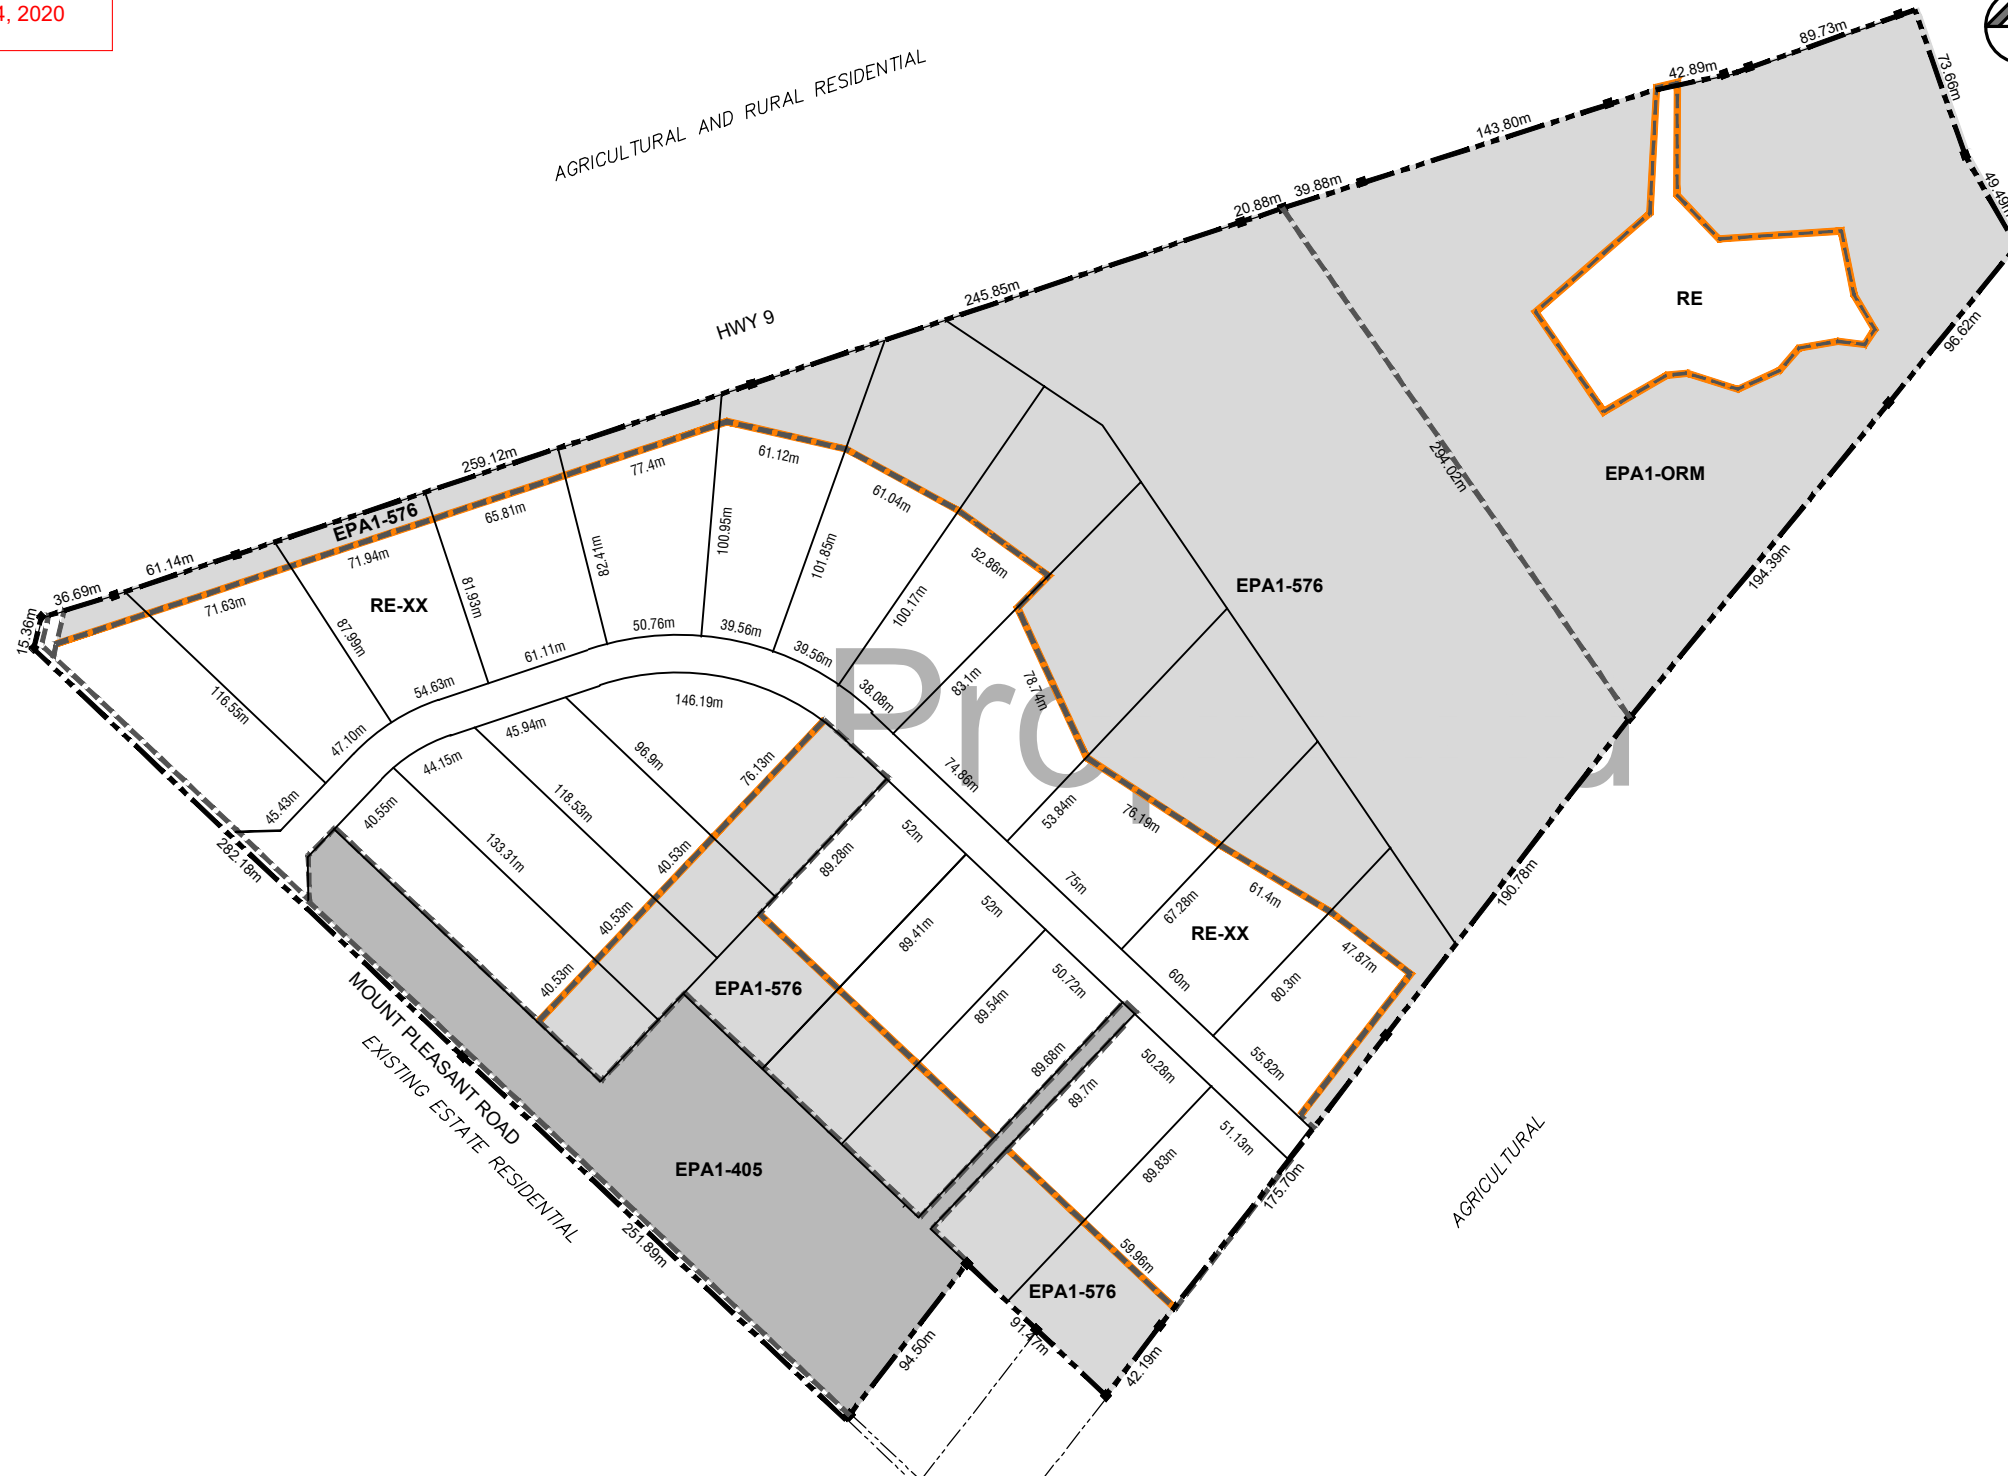 4, 2020
AGRICULTURAL AND RURAL RESIDENTIAL
HWY 9
89.73m
42.89m
73.66m
143.80m
49.49m
39.88m
20.88m
245.85m
RE
96.62m
EPA1-ORM
294.02m
194.39m
259.12m
77.4m
61.12m
65.81m
61.04m
EPA1-576
71.94m
61.14m
36.69m
15.36m
71.63m
RE-XX
87.99m
81.93m
82.41m
100.95m
101.85m
100.17m
52.86m
EPA1-576
116.55m
47.10m
54.63m
61.11m
50.76m
39.56m
39.56m
38.08m
83.1m
78.74m
45.43m
40.55m
44.15m
45.94m
146.19m
96.9m
76.13m
74.86m
53.84m
76.19m
282.18m
133.31m
118.53m
40.53m
40.53m
40.53m
89.28m
52m
75m
67.28m
61.4m
190.78m
RE-XX
47.87m
89.41m
52m
60m
80.3m
EPA1-576
89.54m
50.72m
55.82m
MOUNT PLEASANT ROAD
EXISTING ESTATE RESIDENTIAL
89.68m
89.7m
50.28m
51.13m
89.83m
175.70m
AGRICULTURAL
EPA1-405
251.89m
59.96m
EPA1-576
94.50m
91.47m
42.19m